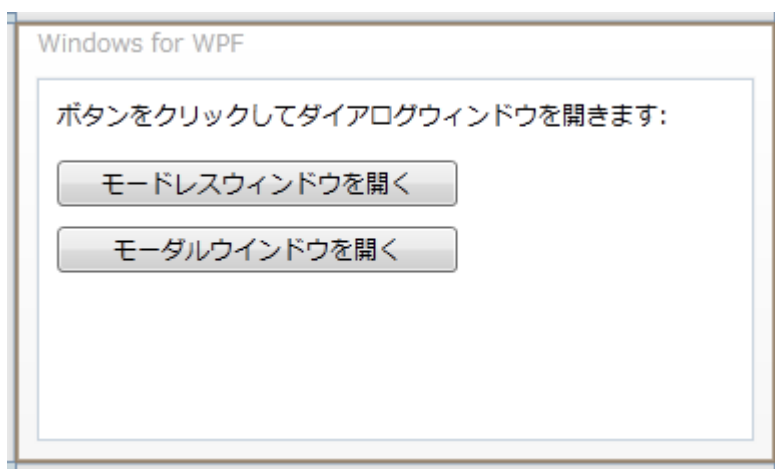 Windows for WPF
ボタンをクリックしてダイアログウィンドウを開きます:
モードレスウィンドウを開く
モーダルウインドウを開く